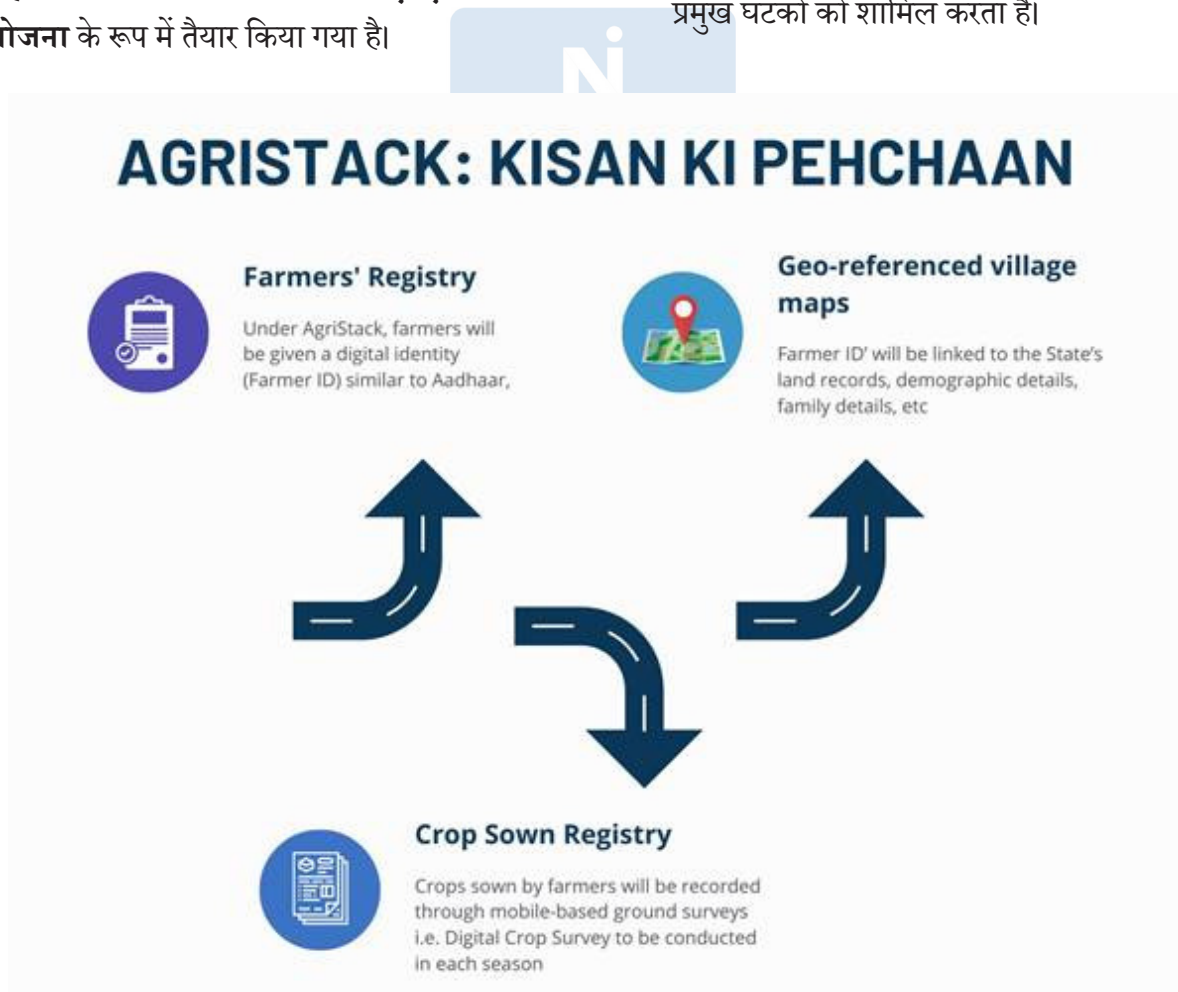 योजना के रूप में तैयार किया गया है।
प्रमुख घटकों को शामिल करता है।
AGRISTACK: KISAN KI PEHCHAAN
Farmers' Registry
Under AgriStack, farmers will
be given a digital identity
(Farmer ID) similar to Aadhaar,
Geo-referenced village
maps
Farmer ID' will be linked to the State's
land records, demographic details,
family details, etc
Crop Sown Registry
Crops sown by farmers will be recorded
through mobile-based ground surveys
i.e. Digital Crop Survey to be conducted
in each season